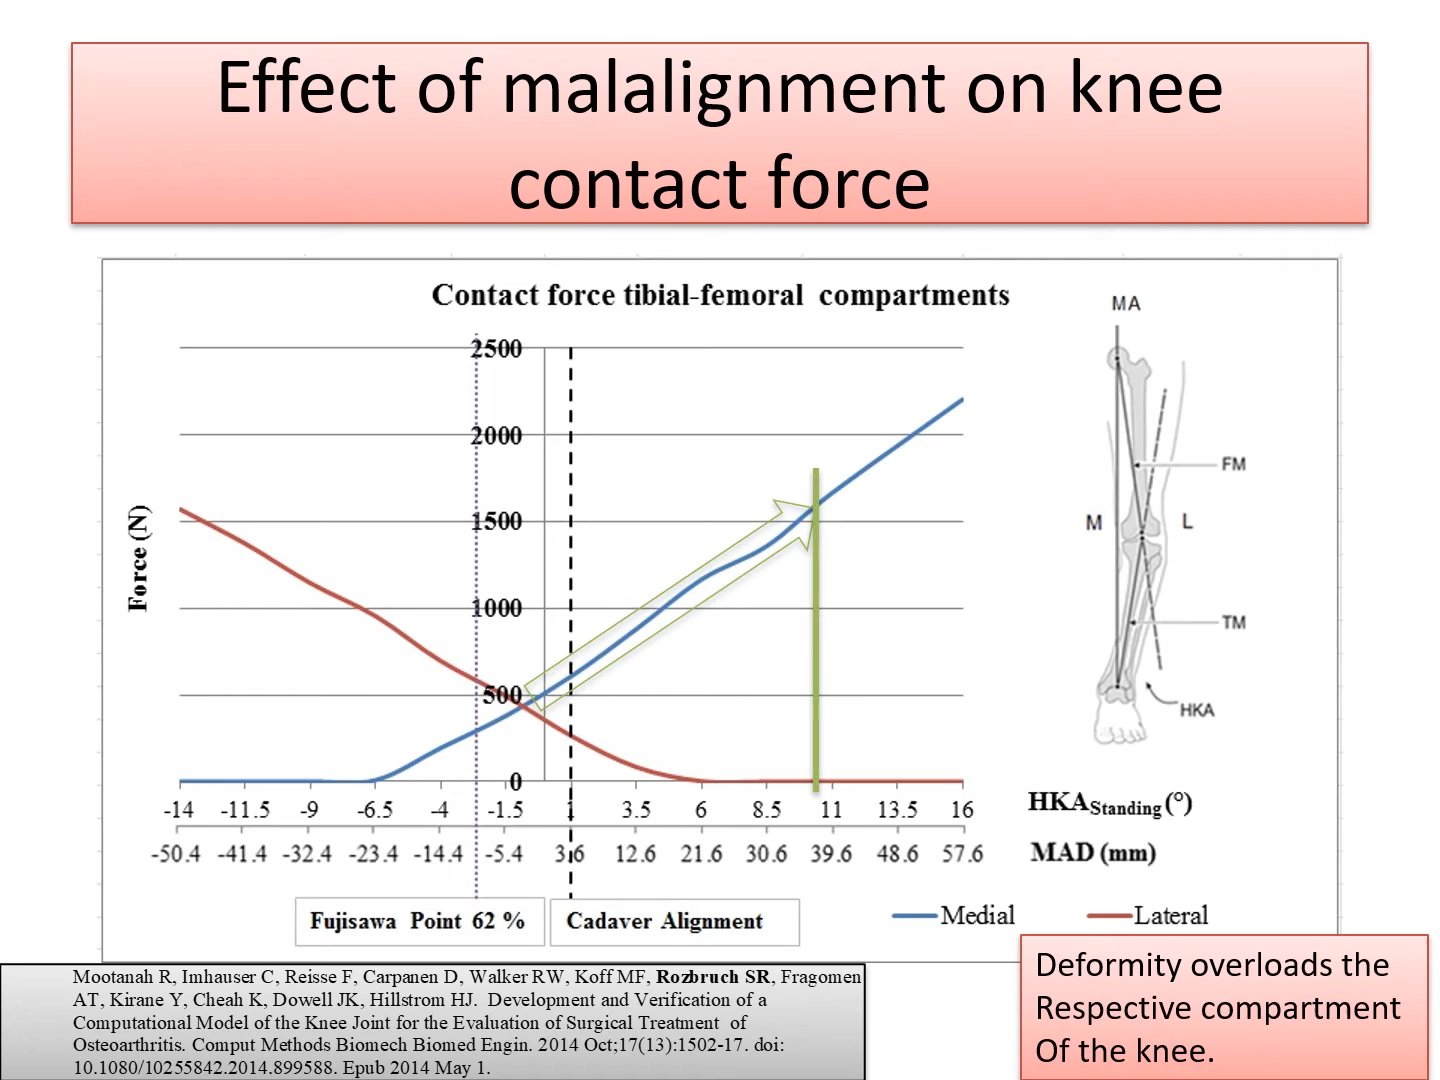 Effect of malalignment on knee
contact force
Contact force tibial-femoral compartments
MA
2500
2000
1500
1000
500
0
Force (N)
FM
M
L
TM
HKA
-14 -11.5 -9 -6.5 -4 -1.5 1 3.5 6 8.5 11 13.5 16
HKA Standing (°)
-50.4 -41.4 -32.4 -23.4 -14.4 -5.4 3.6 12.6 21.6 30.6 39.6 48.6 57.6
MAD (mm)
Fujisawa Point 62 %
Cadaver Alignment
Medial
Lateral
Mootanah R, Imhauser C, Reisse F, Carpanen D, Walker RW, Koff MF, Rozbruch SR, Fragomen
AT, Kirane Y, Cheah K, Dowell JK, Hillstrom HJ. Development and Verification of a
Computational Model of the Knee Joint for the Evaluation of Surgical Treatment of
Osteoarthritis. Comput Methods Biomech Biomed Engin. 2014 Oct;17(13):1502-17. doi:
10.1080/10255842.2014.899588. Epub 2014 May 1.
Deformity overloads the
Respective compartment
Of the knee.